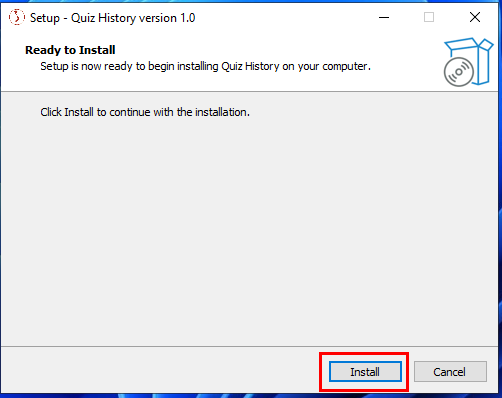 Setup - Quiz History version 1.0
Ready to Install
Setup is now ready to begin installing Quiz History on your computer.
Click Install to continue with the installation.
Install
Cancel